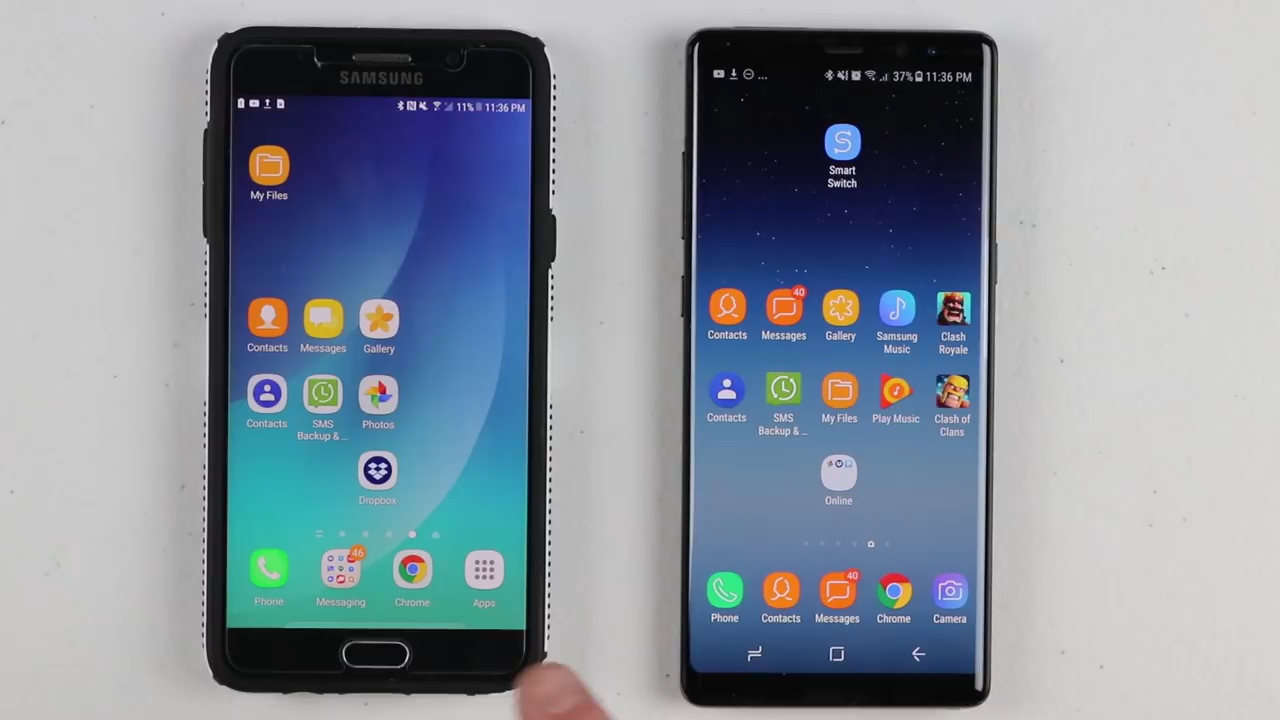 SAMSUNG
11% 11:36 PM
My Files
Contacts Messages Gallery
Contacts SMS Photos
Backup & ...
Dropbox
46
Phone Messaging Chrome Apps
... 37% 11:36 PM
S
Smart
Switch
40
Contacts Messages Gallery Samsung Clash
Music Royale
Contacts SMS My Files Play Music Clash of
Backup & ... Clans
Online
40
Phone Contacts Messages Chrome Camera